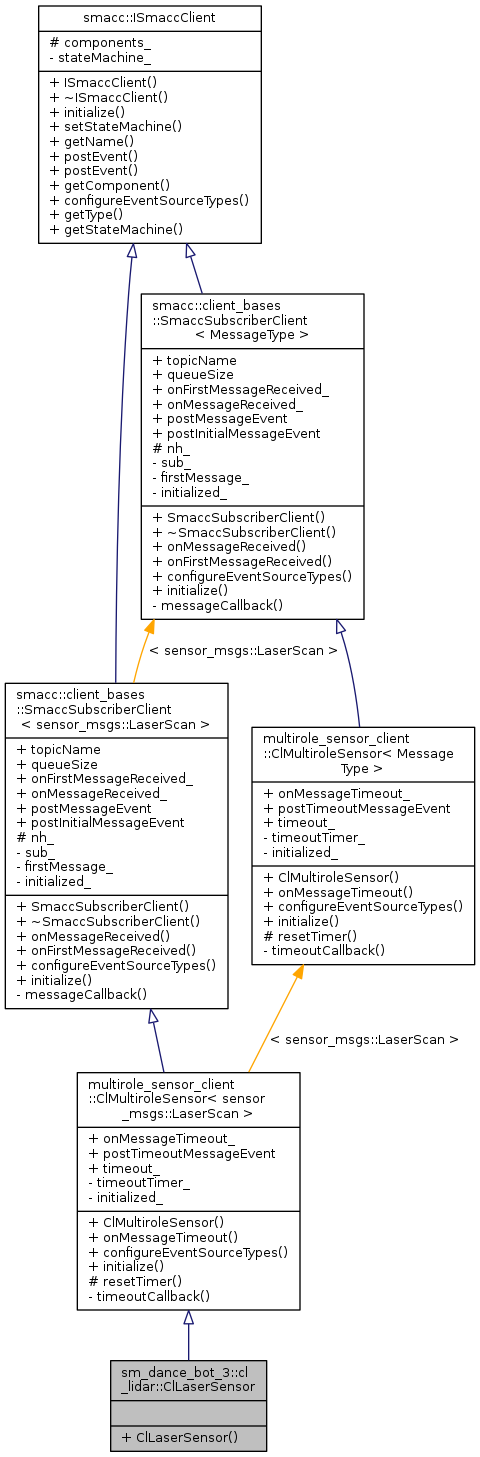 smacc::ISmaccClient
# components_
- stateMachine_
+ ISmaccClient()
+ ~ISmaccClient()
+ initialize()
+ setStateMachine()
+ getName()
+ postEvent()
+ postEvent()
+ getComponent()
+ configureEventSourceTypes()
+ getType()
+ getStateMachine()
smacc::client_bases
::SmaccSubscriberClient
< MessageType >
+ topicName
+ queueSize
+ onFirstMessageReceived_
+ onMessageReceived_
+ postMessageEvent
+ postInitialMessageEvent
# nh_
- sub_
- firstMessage_
- initialized_
+ SmaccSubscriberClient()
+ ~SmaccSubscriberClient()
+ onMessageReceived()
+ onFirstMessageReceived()
+ configureEventSourceTypes()
+ initialize()
- messageCallback()
< sensor_msgs::LaserScan >
smacc::client_bases
::SmaccSubscriberClient
< sensor_msgs::LaserScan >
+ topicName
+ queueSize
+ onFirstMessageReceived_
+ onMessageReceived_
+ postMessageEvent
+ postInitialMessageEvent
# nh_
- sub_
- firstMessage_
- initialized_
+ SmaccSubscriberClient()
+ ~SmaccSubscriberClient()
+ onMessageReceived()
+ onFirstMessageReceived()
+ configureEventSourceTypes()
+ initialize()
- messageCallback()
multirole_sensor_client
::ClMultiroleSensor< Message
Type >
+ onMessageTimeout_
+ postTimeoutMessageEvent
+ timeout_
- timeoutTimer_
- initialized_
+ ClMultiroleSensor()
+ onMessageTimeout()
+ configureEventSourceTypes()
+ initialize()
# resetTimer()
- timeoutCallback()
< sensor_msgs::LaserScan >
multirole_sensor_client
::ClMultiroleSensor< sensor
_msgs::LaserScan >
+ onMessageTimeout_
+ postTimeoutMessageEvent
+ timeout_
- timeoutTimer_
- initialized_
+ ClMultiroleSensor()
+ onMessageTimeout()
+ configureEventSourceTypes()
+ initialize()
# resetTimer()
- timeoutCallback()
sm_dance_bot_3::cl
_lidar::ClLaserSensor
+ ClLaserSensor()